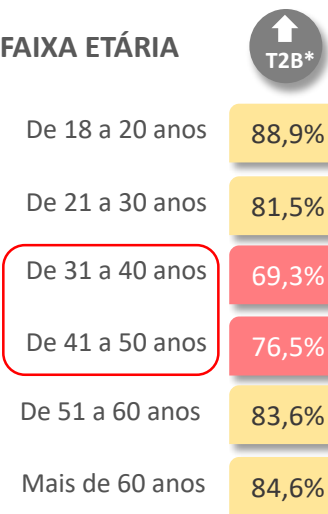 FAIXA ETÁRIA T2B*
De 18 a 20 anos 88,9%
De 21 a 30 anos 81,5%
De 31 a 40 anos 69,3%
De 41 a 50 anos 76,5%
De 51 a 60 anos 83,6%
Mais de 60 anos 84,6%